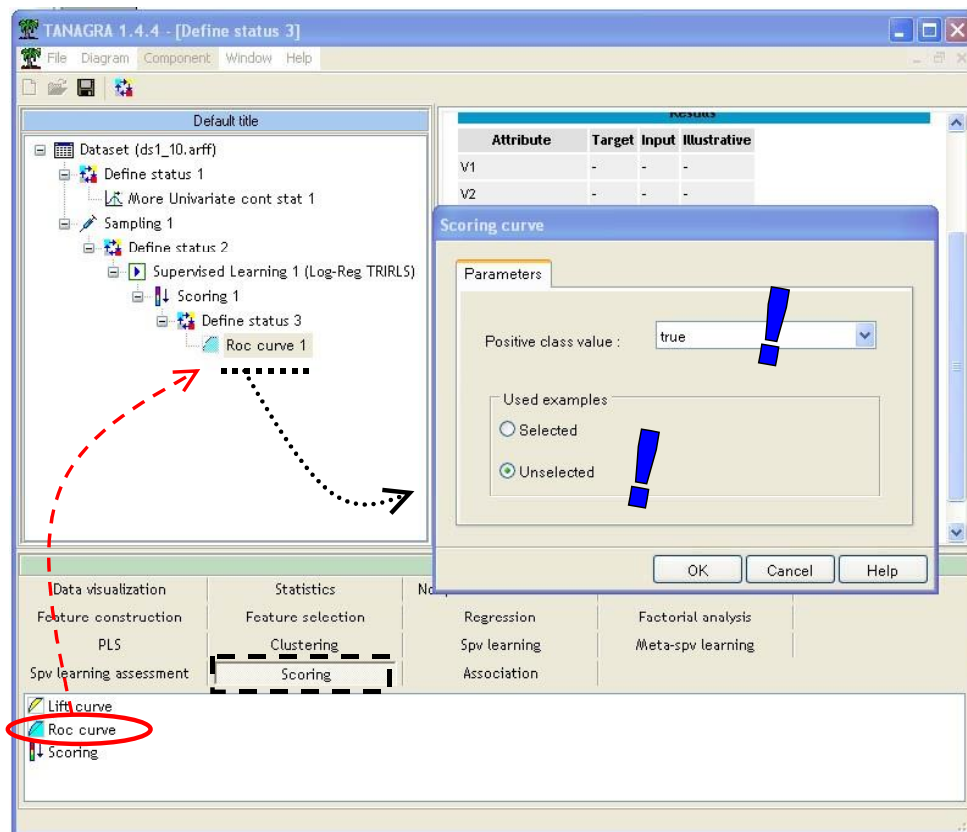 TANAGRA 1.4.4 - [Define status 3]
File Diagram Component Window Help
Default title
Dataset (ds1_10.arff)
Define status 1
More Univariate cont stat 1
Sampling 1
Define status 2
Supervised Learning 1 (Log-Reg TRIRLS)
Scoring 1
Define status 3
Roc curve 1
Results
Attribute Target Input Illustrative
V1 - - -
V2 - - -
Scoring curve
Parameters
Positive class value : true
!
Used examples
Selected
Unselected
!
OK Cancel Help
Data visualization Statistics
Feature construction Feature selection Regression Factorial analysis
PLS Clustering Spv learning Meta-spv learning
Spv learning assessment Scoring Association
Lift curve
Roc curve
Scoring